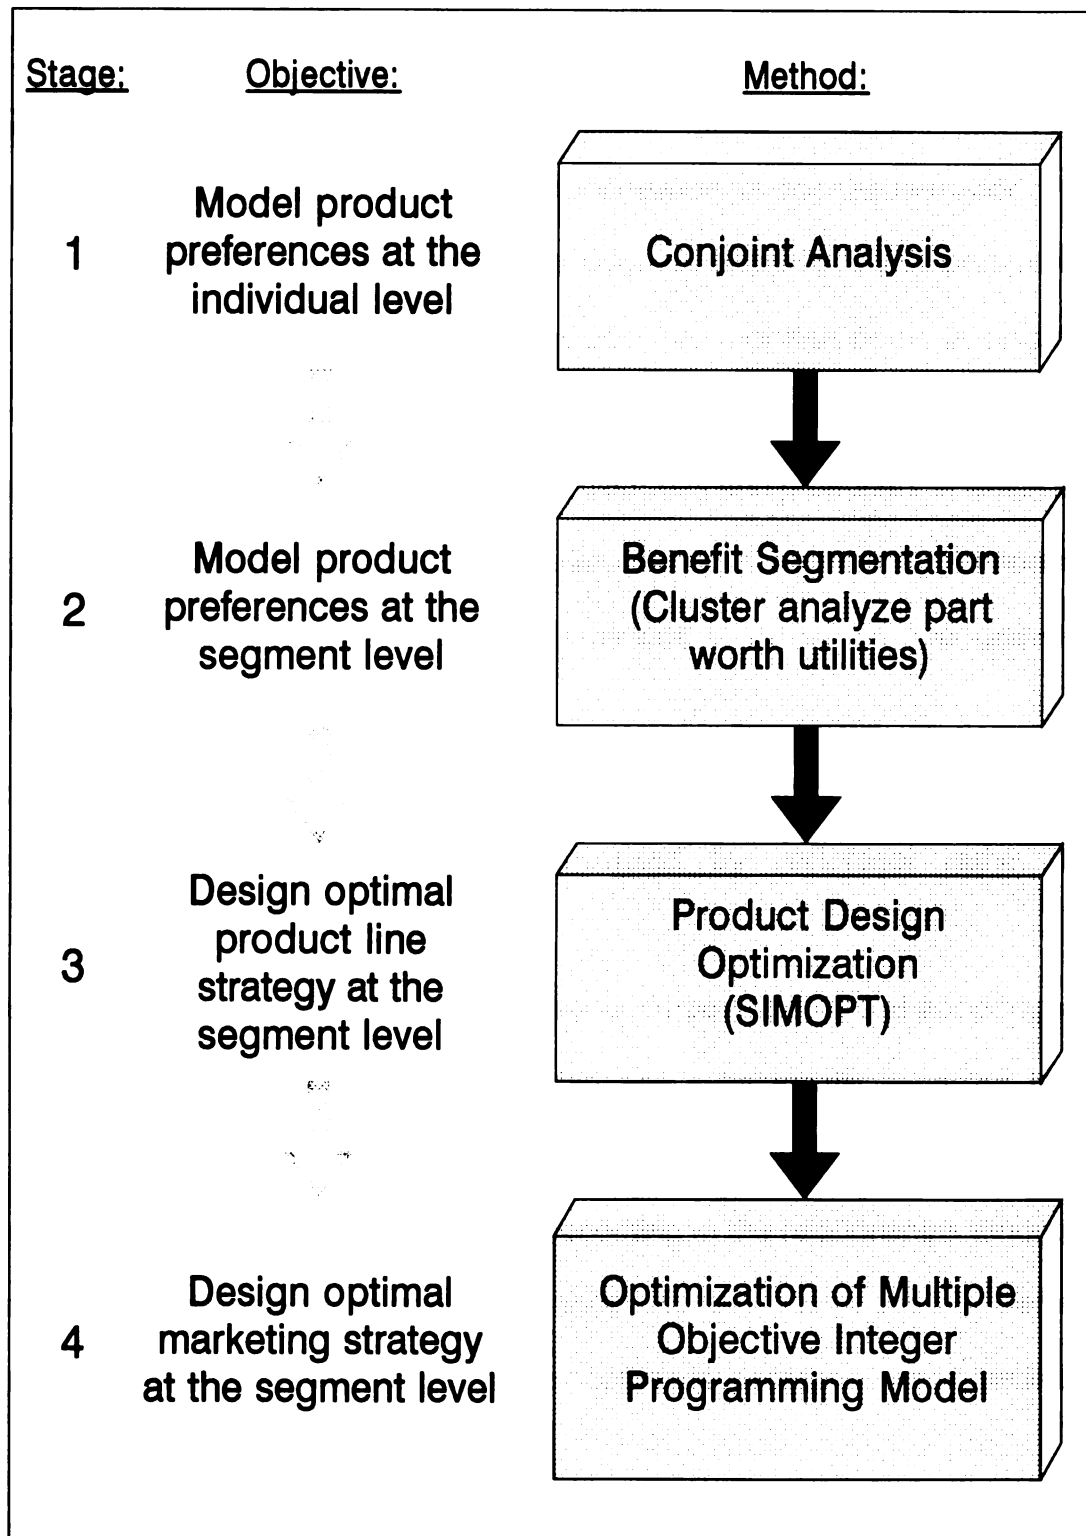 Stage: Objective: Method:
1
Model product
preferences at the
individual level
Conjoint Analysis
2
Model product
preferences at the
segment level
Benefit Segmentation
(Cluster analyze part
worth utilities)
3
Design optimal
product line
strategy at the
segment level
Product Design
Optimization
(SIMOPT)
4
Design optimal
marketing strategy
at the segment level
Optimization of Multiple
Objective Integer
Programming Model